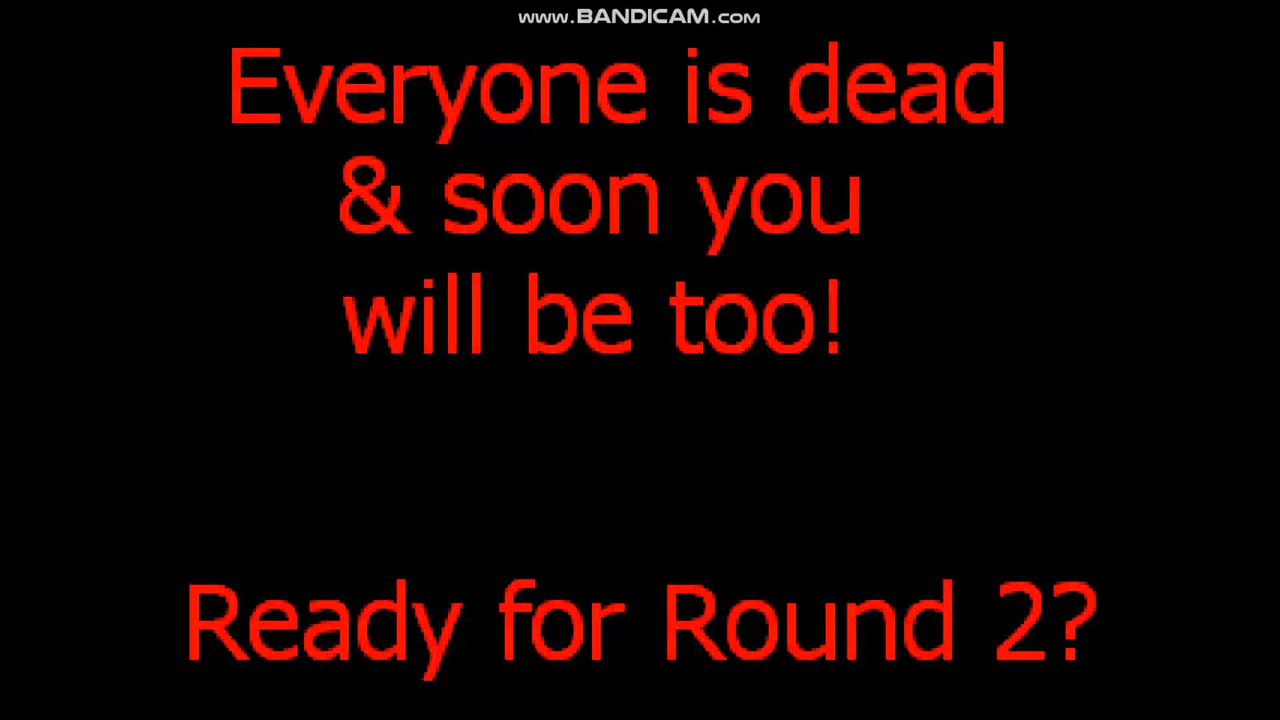 www.BANDICAM.com
Everyone is dead
& soon you
will be too!
Ready for Round 2?